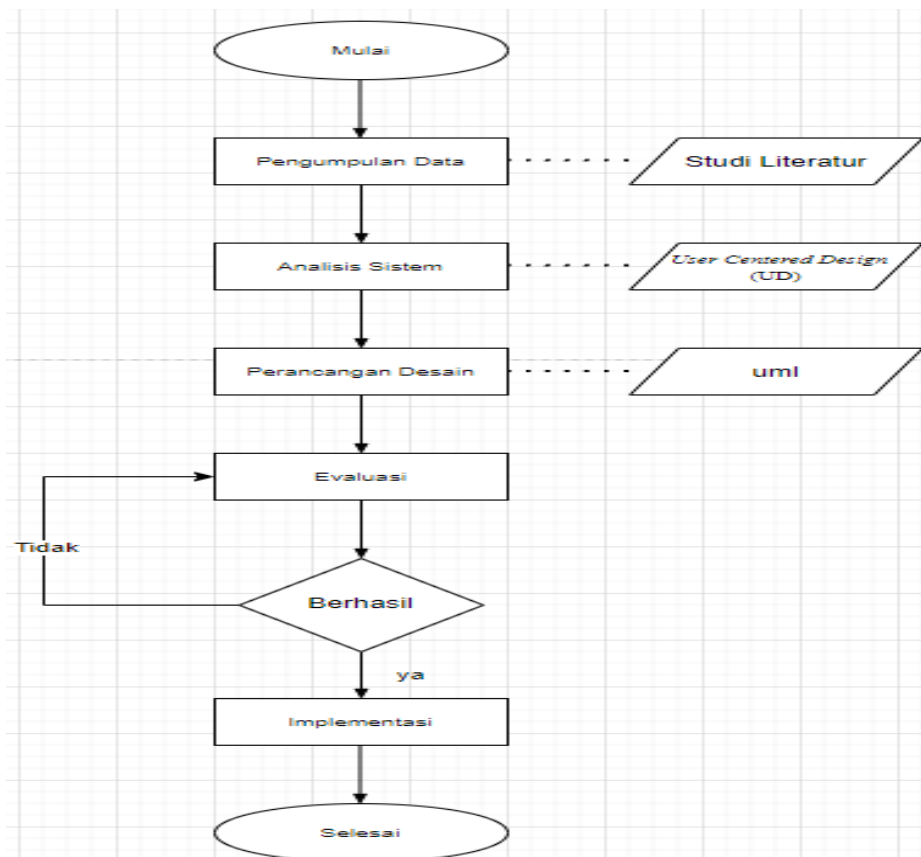 Mulai
Pengumpulan Data
Studi Literatur
Analisis Sistem
User Centered Design
(UD)
Perancangan Desain
uml
Evaluasi
Tidak
Berhasil
ya
Implementasi
Selesai